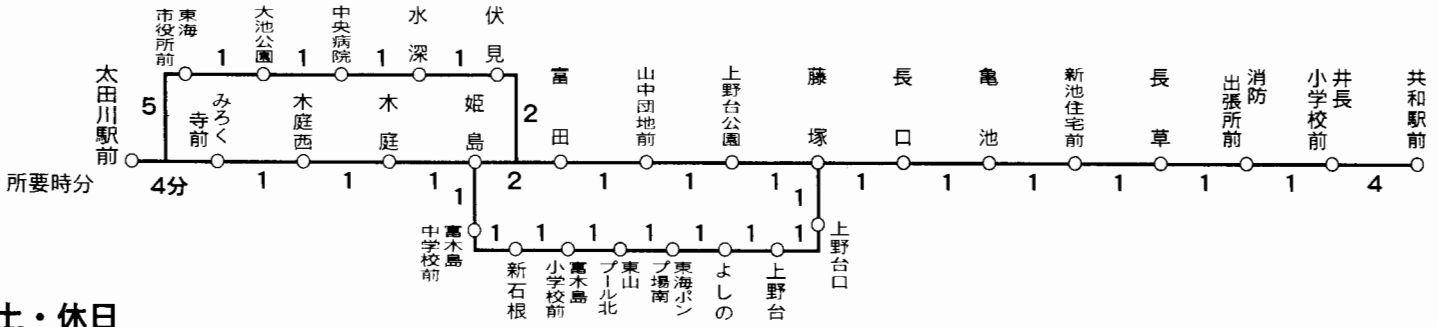 東海
市役所前
1
大池公園
1
中央病院
1
水深
1
伏見
太田川駅前
5
みろく
寺前
木庭西
木庭
姫島
2
富田
山中団地前
上野台公園
藤塚
長口
亀池
新池住宅前
長草
消防
出張所前
井長
小学校前
共和駅前
所要時分
4分
1
1
1
2
1
1
1
1
1
1
1
1
1
4
1
1
富木島
中学校前
1
新石根
1
富木島
小学校前
1
東山
プール北
1
東海ポン
プ場南
1
よしの
1
上野台
1
上野台口
土・休日